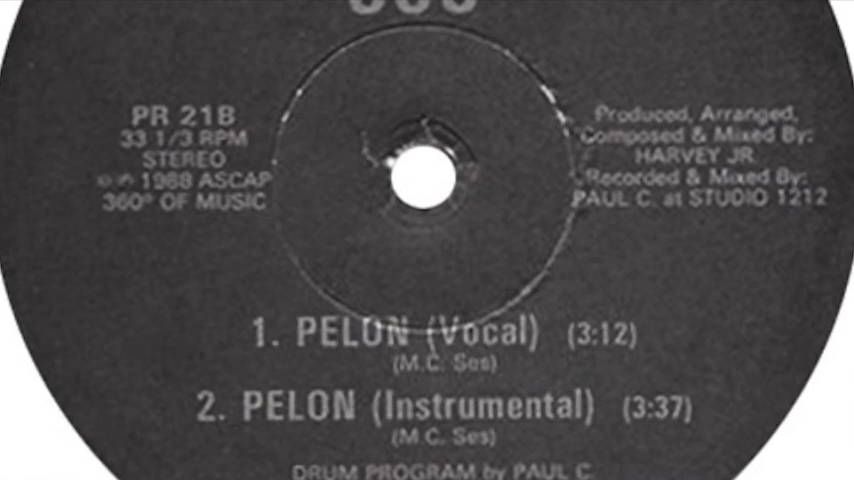 PR 21B
33 1/3 RPM
STEREO
℗ 1988 ASCAP
360° OF MUSIC
Produced, Arranged,
Composed & Mixed By:
HARVEY JR.
Recorded & Mixed By:
PAUL C. at STUDIO 1212
1. PELON (Vocal) (3:12)
(M.C. Ses)
2. PELON (Instrumental) (3:37)
(M.C. Ses)
DRUM PROGRAM by PAUL C.